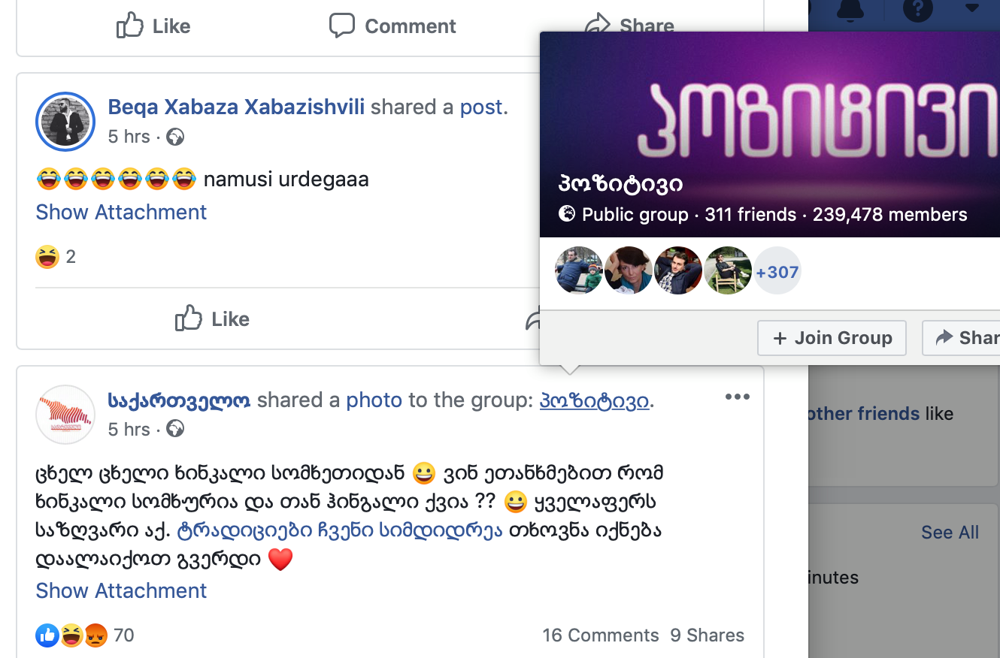 Like Comment Share
Beqa Xabaza Xabazishvili shared a post.
5 hrs ·
😂😂😂😂😂😂 namusi urdegaaa
Show Attachment
2
Like
პოზიტივი
პოზიტივი
Public group · 311 friends · 239,478 members
+307
+ Join Group
Shar
საქართველო shared a photo to the group: პოზიტივი.
5 hrs ·
ცხელ ცხელი ხინკალი სომხეთიდან 😀 ვინ ეთანხმებით რომ
ხინკალი სომხურია და თან ჰინგალი ქვია ?? 😀 ყველაფერს
საზღვარი აქ. ტრადიციები ჩვენი სიმდიდრეა თხოვნა იქნება
დაალაიქოთ გვერდი ❤️
Show Attachment
70
16 Comments 9 Shares
other friends like
See All
inutes